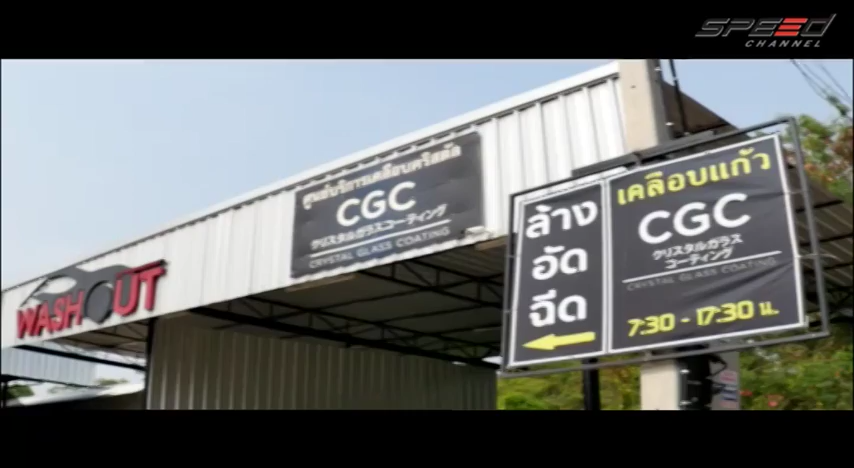 SPEED
CHANNEL
ศูนย์บริการเคลือบคริสตัล
CGC
クリスタルガラスコーティング
CRYSTAL GLASS COATING
WASHOUT
ล้าง
อัด
ฉีด
เคลือบแก้ว
CGC
クリスタルガラス
コーティング
CRYSTAL GLASS COATING
7:30 - 17:30 น.